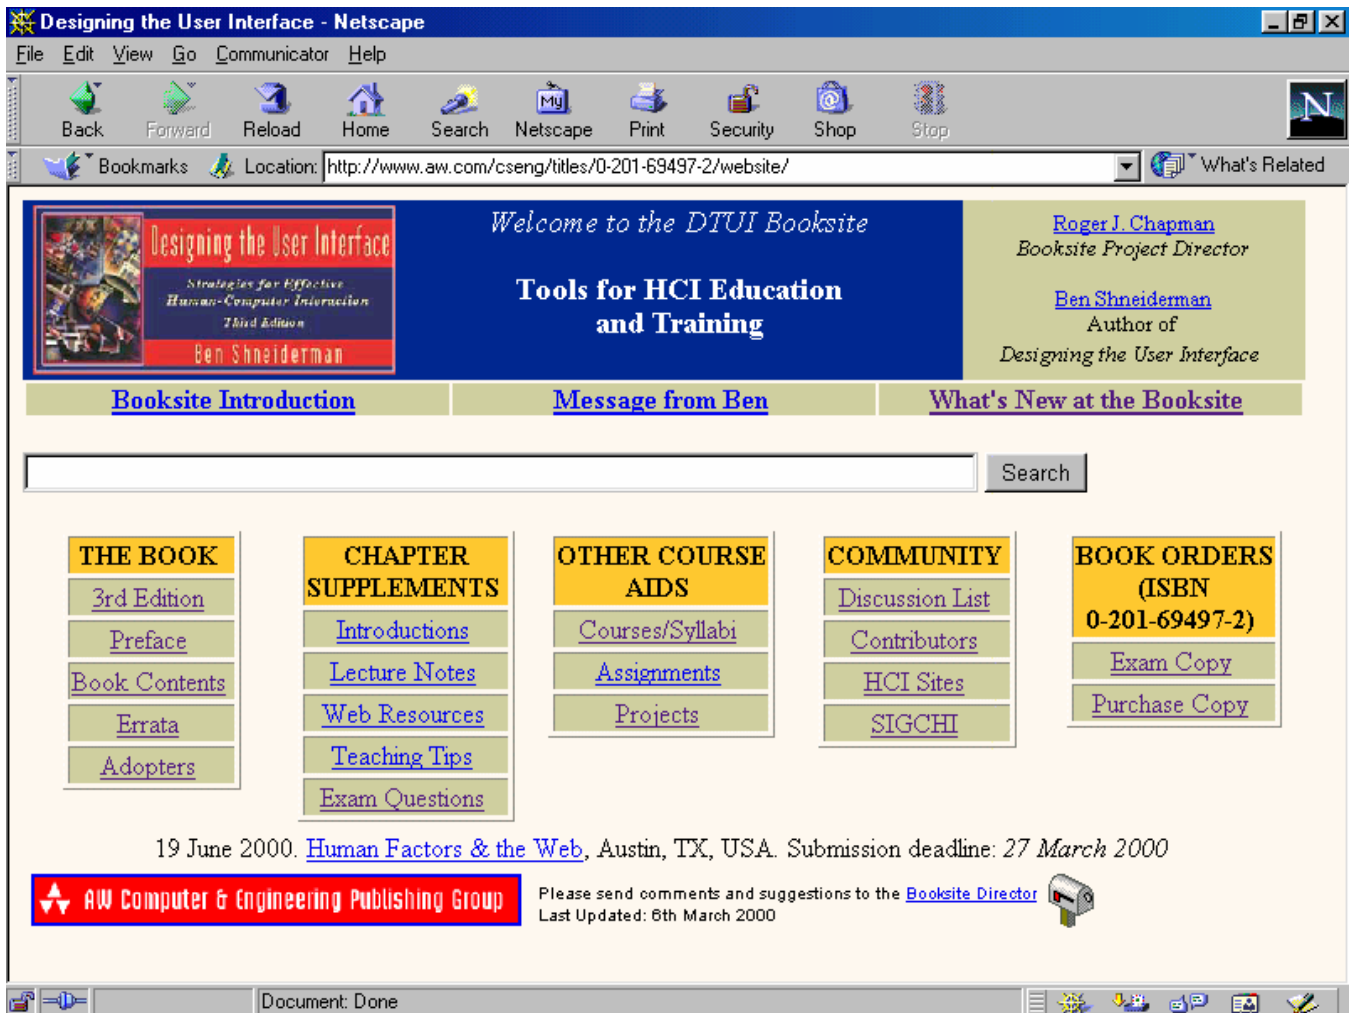 Designing the User Interface - Netscape
File Edit View Go Communicator Help
Back Forward Reload Home Search Netscape Print Security Shop Stop
My
N
Bookmarks Location: http://www.aw.com/cseng/titles/0-201-69497-2/website/ What's Related
Designing the User Interface
Strategies for Effective
Human-Computer Interaction
Third Edition
Ben Shneiderman
Welcome to the DTUI Booksite
Tools for HCI Education
and Training
Roger J. Chapman
Booksite Project Director
Ben Shneiderman
Author of
Designing the User Interface
Booksite Introduction
Message from Ben
What's New at the Booksite
Search
THE BOOK
3rd Edition
Preface
Book Contents
Errata
Adopters
CHAPTER
SUPPLEMENTS
Introductions
Lecture Notes
Web Resources
Teaching Tips
Exam Questions
OTHER COURSE
AIDS
Courses/Syllabi
Assignments
Projects
COMMUNITY
Discussion List
Contributors
HCI Sites
SIGCHI
BOOK ORDERS
(ISBN
0-201-69497-2)
Exam Copy
Purchase Copy
19 June 2000. Human Factors & the Web, Austin, TX, USA. Submission deadline: 27 March 2000
AW Computer & Engineering Publishing Group
Please send comments and suggestions to the Booksite Director
Last Updated: 6th March 2000
Document: Done